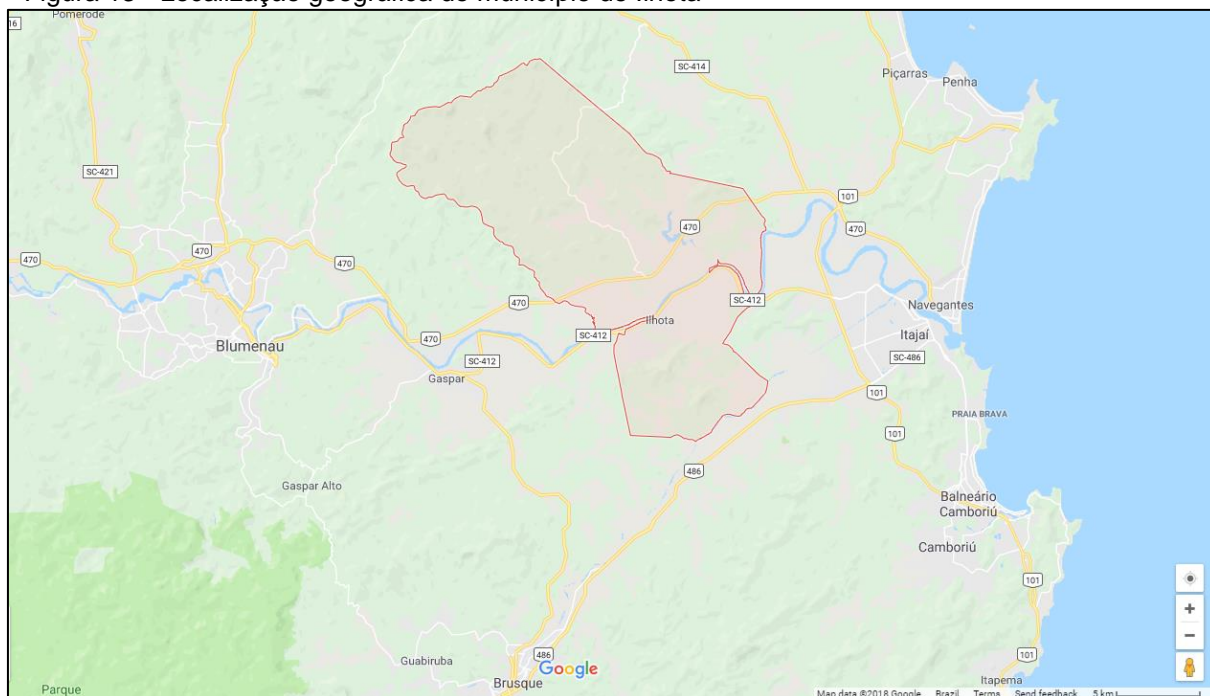 Pomerode
16
SC-414
Piçarras
Penha
SC-421
101
470
470
470
470
470
SC-412
470
Navegantes
SC-412
Ilhota
Blumenau
470
SC-412
Itajaí
SC-486
Gaspar
101
PRAIA BRAVA
101
486
Gaspar Alto
Balneário
Camboriú
Camboriú
101
Guabiruba
486
Google
101
Brusque
Itapema
Parque
Map data ©2018 Google Brazil Terms Send feedback 5 km